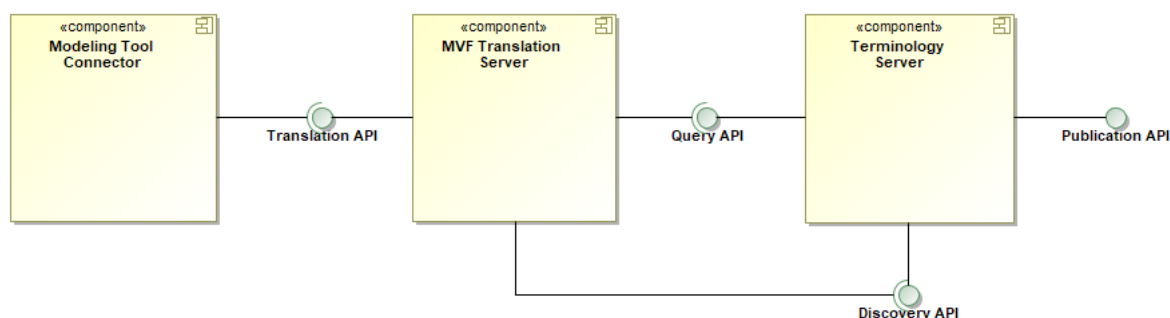 «component»
Modeling Tool
Connector
«component»
MVF Translation
Server
«component»
Terminology
Server
Translation API
Query API
Publication API
Discovery API